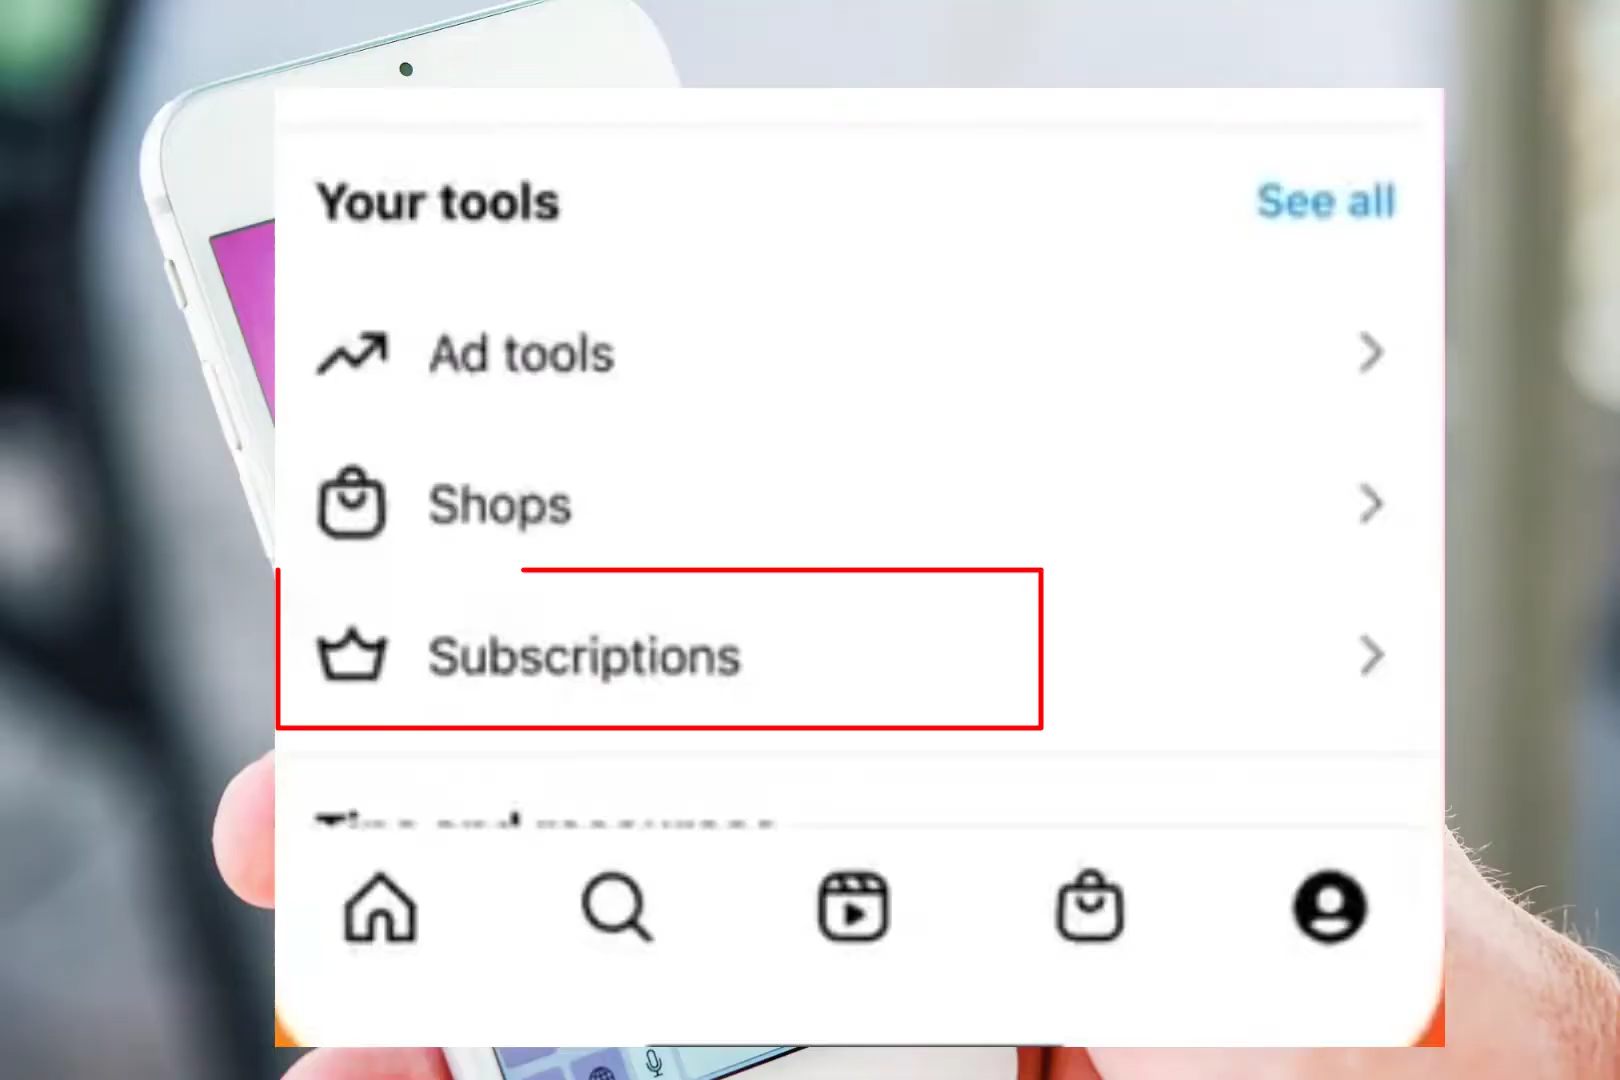 Your tools
See all
Ad tools
Shops
Subscriptions